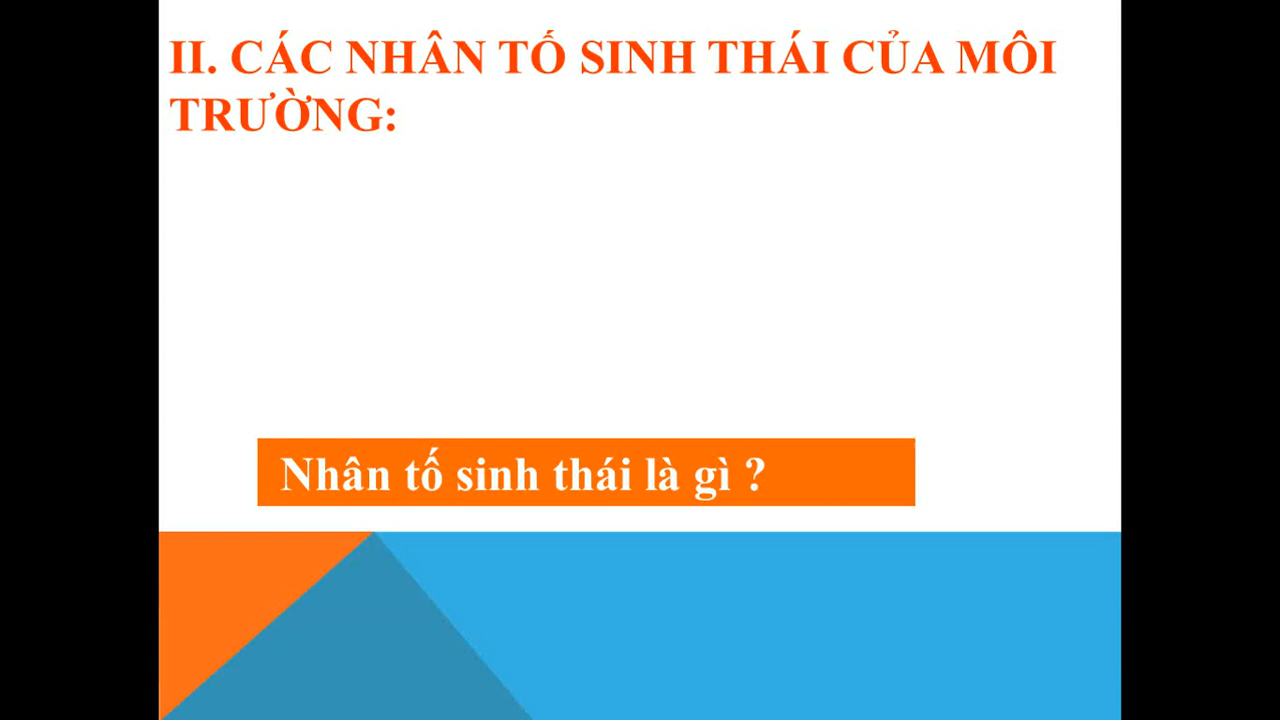 II. CÁC NHÂN TỐ SINH THÁI CỦA MÔI
TRƯỜNG:
Nhân tố sinh thái là gì ?